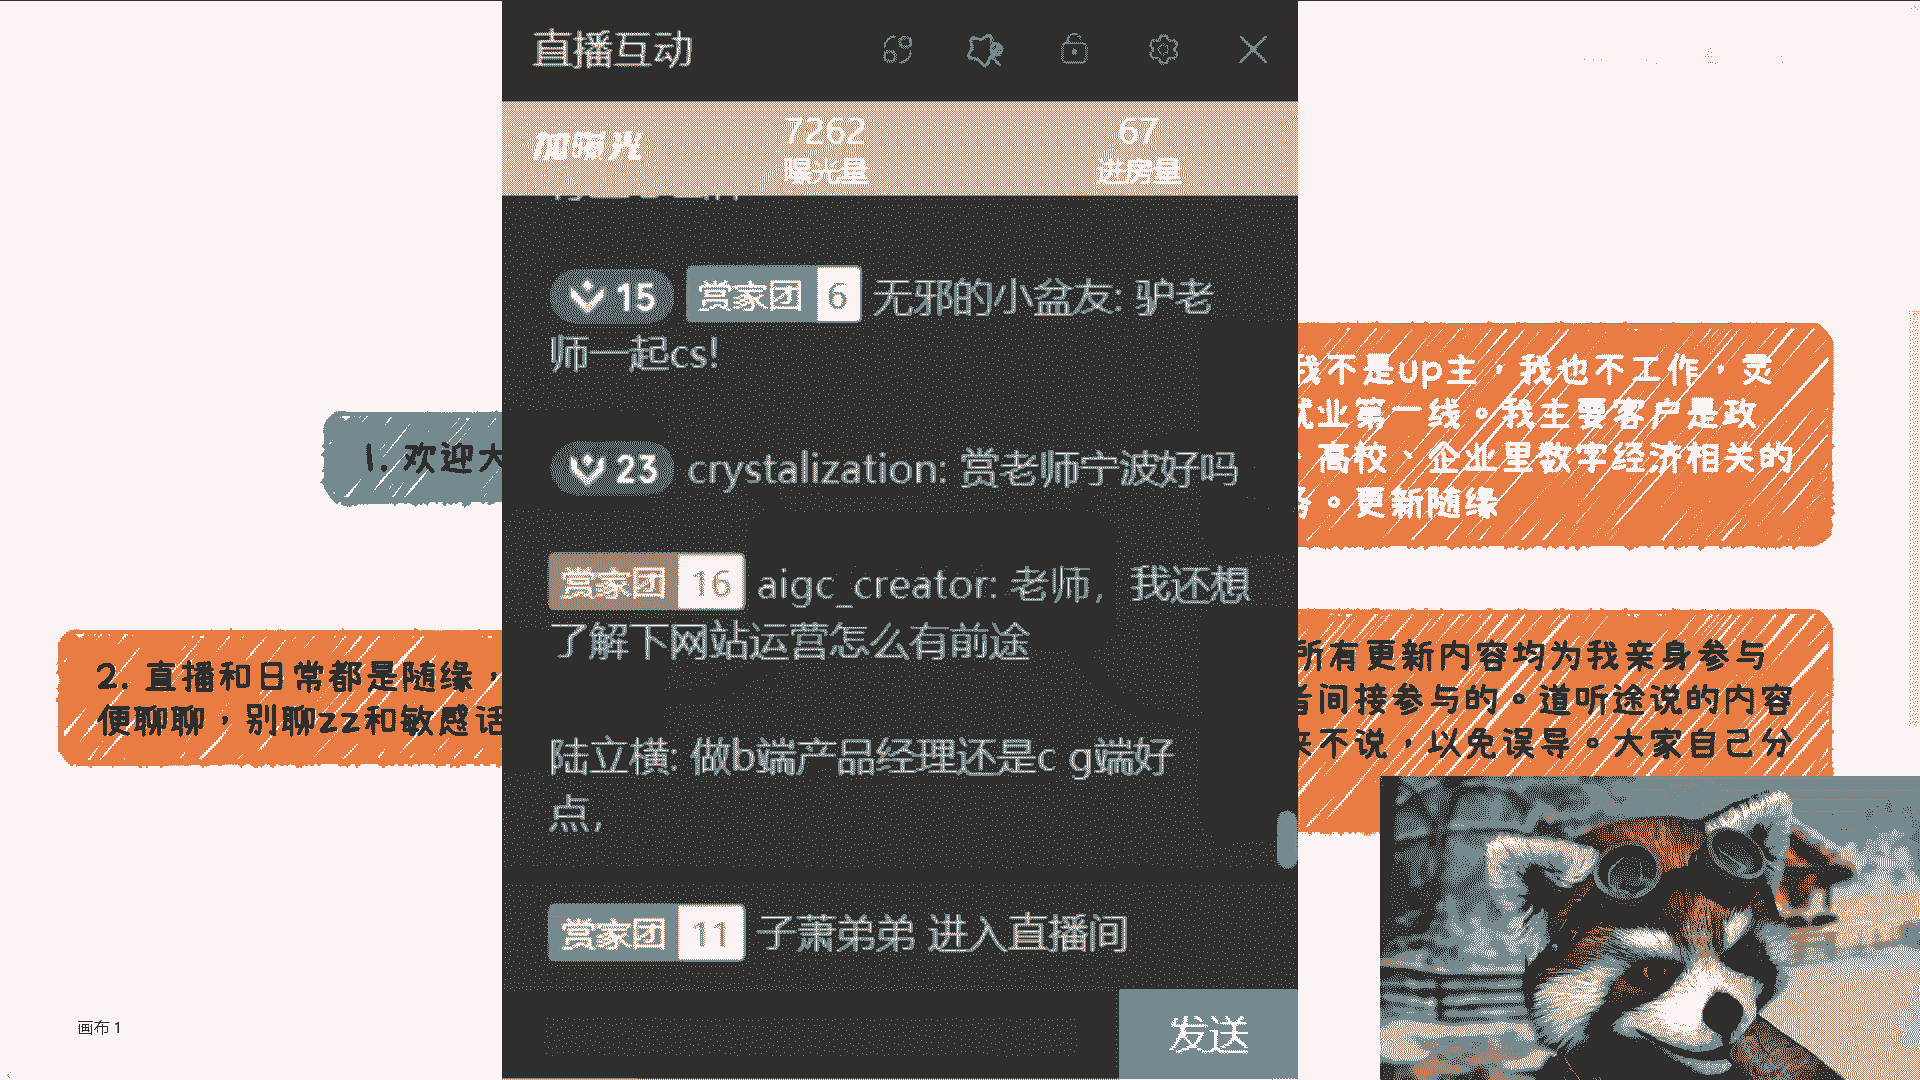 直播互动
加曝光
7262
曝光量
67
进房量
15 赏家团 6 无邪的小盆友: 驴老
师一起cs!
23 crystalization: 赏老师宁波好吗
赏家团 16 aigc_creator: 老师，我还想
了解下网站运营怎么有前途
陆立横: 做b端产品经理还是c g端好
点，
赏家团 11 子萧弟弟 进入直播间
发送
1. 欢迎大
2. 直播和日常都是随缘，
便聊聊，别聊zz和敏感话
我不是up主，我也不工作，灵
就业第一线。我主要客户是政
、高校、企业里数字经济相关的
。更新随缘
所有更新内容均为我亲身参与
者间接参与的。道听途说的内容
来不说，以免误导。大家自己分
画布 1